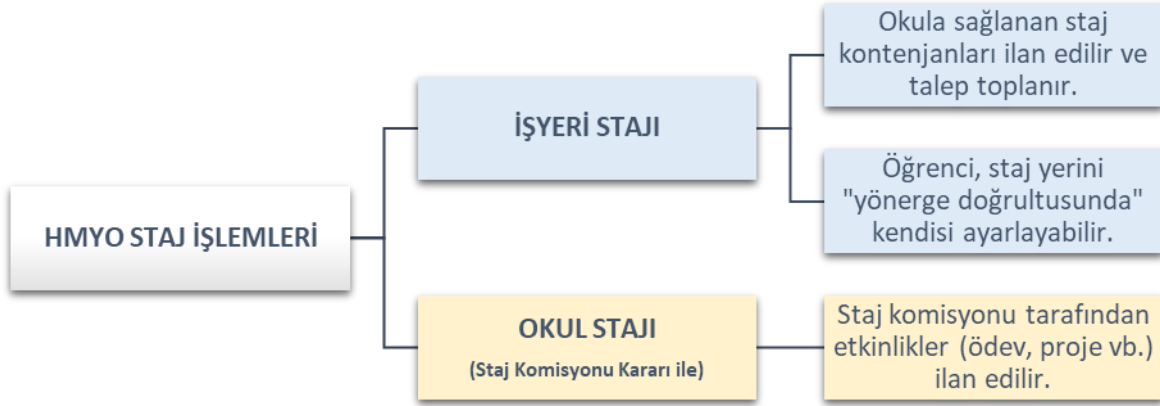 HMYO STAJ İŞLEMLERİ
İŞYERİ STAJI
Okula sağlanan staj
kontenjanları ilan edilir ve
talep toplanır.
Öğrenci, staj yerini
"yönerge doğrultusunda"
kendisi ayarlayabilir.
OKUL STAJI
(Staj Komisyonu Kararı ile)
Staj komisyonu tarafından
etkinlikler (ödev, proje vb.)
ilan edilir.